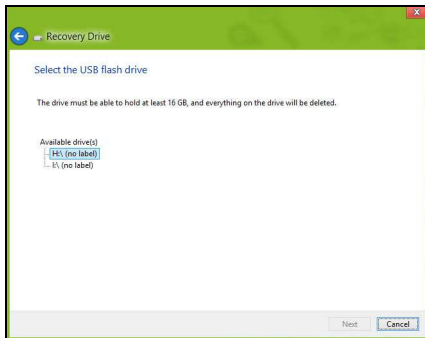 Recovery Drive
Select the USB flash drive
The drive must be able to hold at least 16 GB, and everything on the drive will be deleted.
Available drive(s)
H:\ (no label)
I:\ (no label)
Next
Cancel